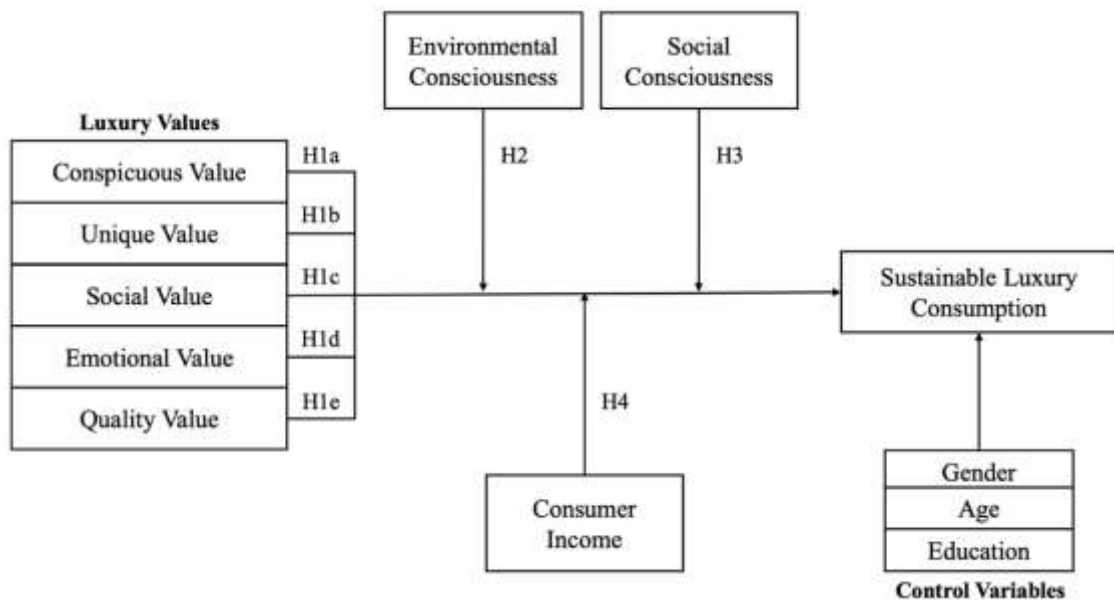 Environmental
Consciousness
Social
Consciousness
Luxury Values
H1a
Conspicuous Value
H2
H3
H1b
Unique Value
H1c
Social Value
Sustainable Luxury
Consumption
H1d
Emotional Value
H1e
Quality Value
H4
Consumer
Income
Gender
Age
Education
Control Variables